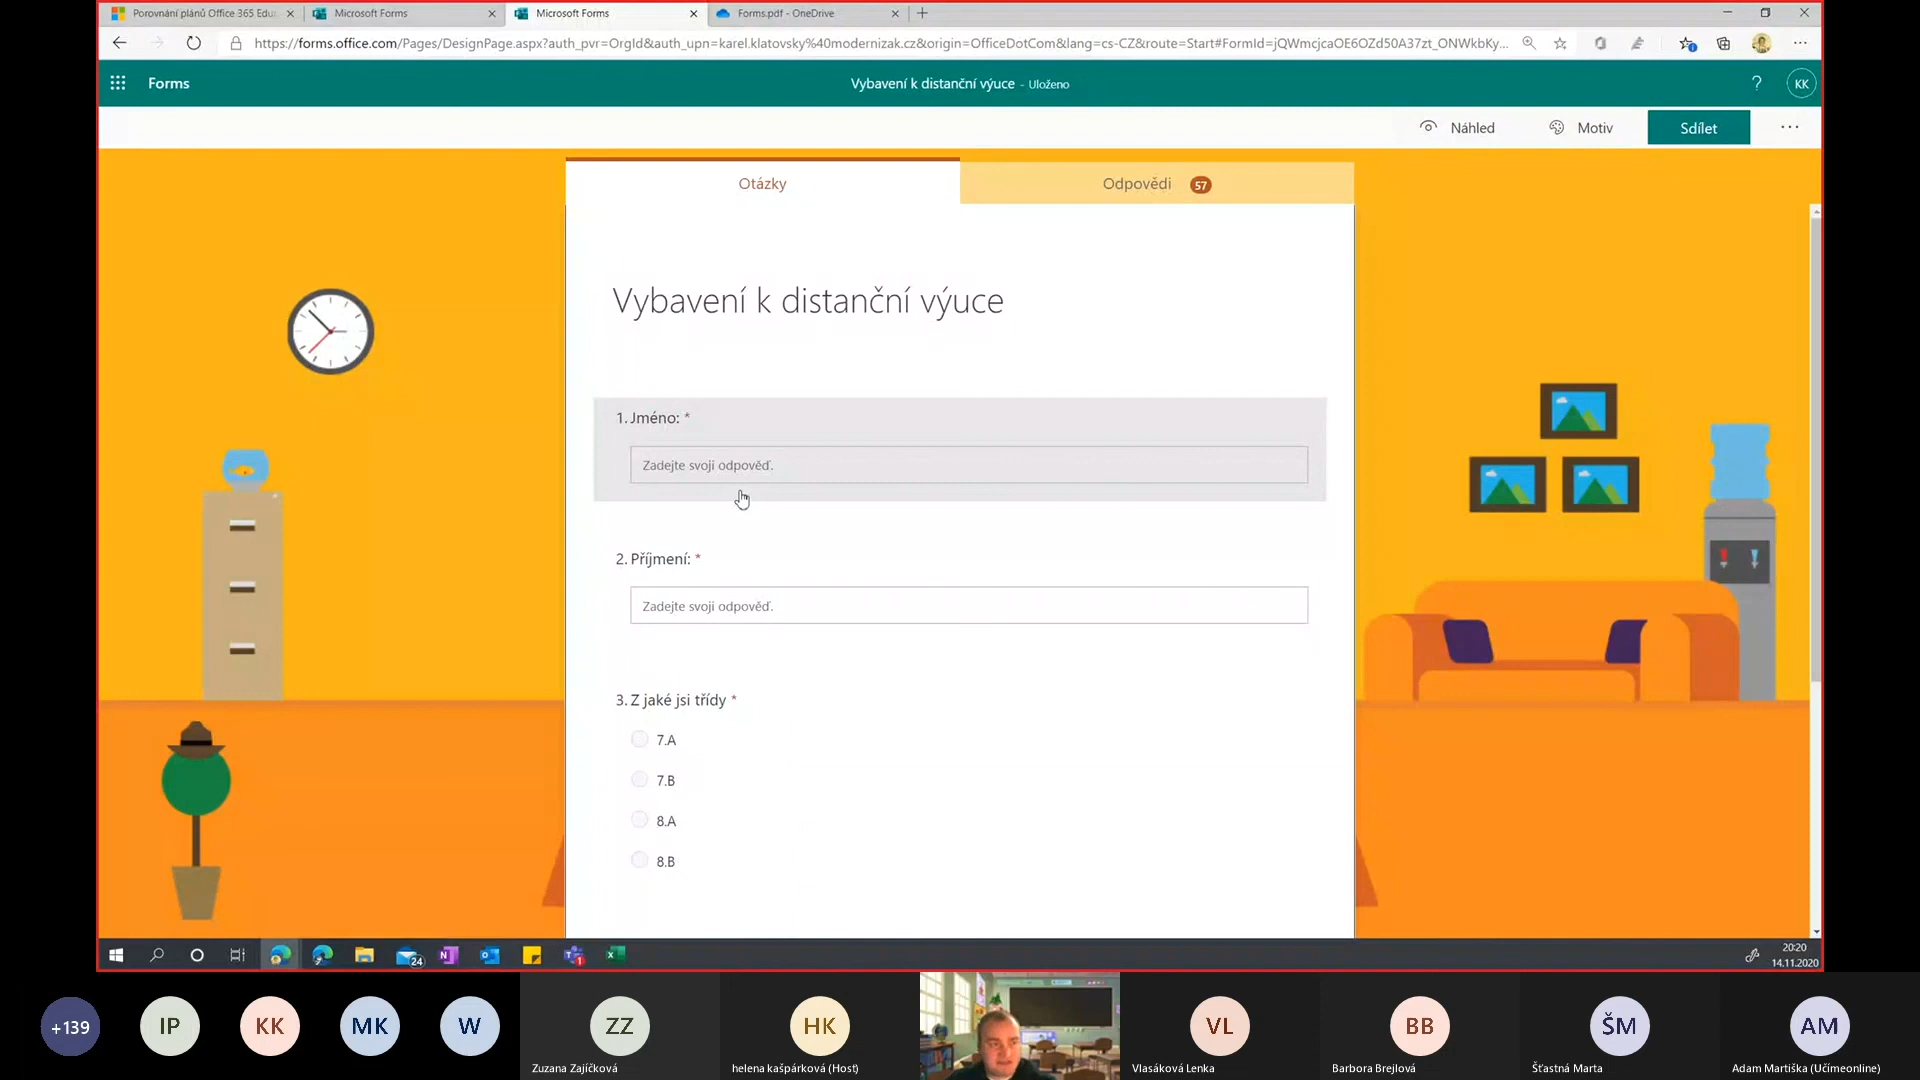 Porovnání plánů Office 365 Edu
Microsoft Forms
Microsoft Forms
Forms.pdf - OneDrive
https://forms.office.com/Pages/DesignPage.aspx?auth_pvr=OrgId&auth_upn=karel.klatovsky%40modernizak.cz&origin=OfficeDotCom&lang=cs-CZ&route=Start#FormId=jQWmcjcaOE6OZd50A37zt_ONWkbKy...
Forms
Vybavení k distanční výuce - Uloženo
?
KK
Náhled
Motiv
Sdílet
...
Otázky
Odpovědi 57
Vybavení k distanční výuce
1. Jméno: *
Zadejte svoji odpověď.
2. Příjmení: *
Zadejte svoji odpověď.
3. Z jaké jsi třídy *
7.A
7.B
8.A
8.B
24
1
20:20
14.11.2020
+139
IP
KK
MK
W
ZZ
HK
VL
BB
ŠM
AM
Zuzana Zajíčková
helena kašpárková (Host)
Vlasáková Lenka
Barbora Brejlová
Šťastná Marta
Adam Martiška (Učímeonline)